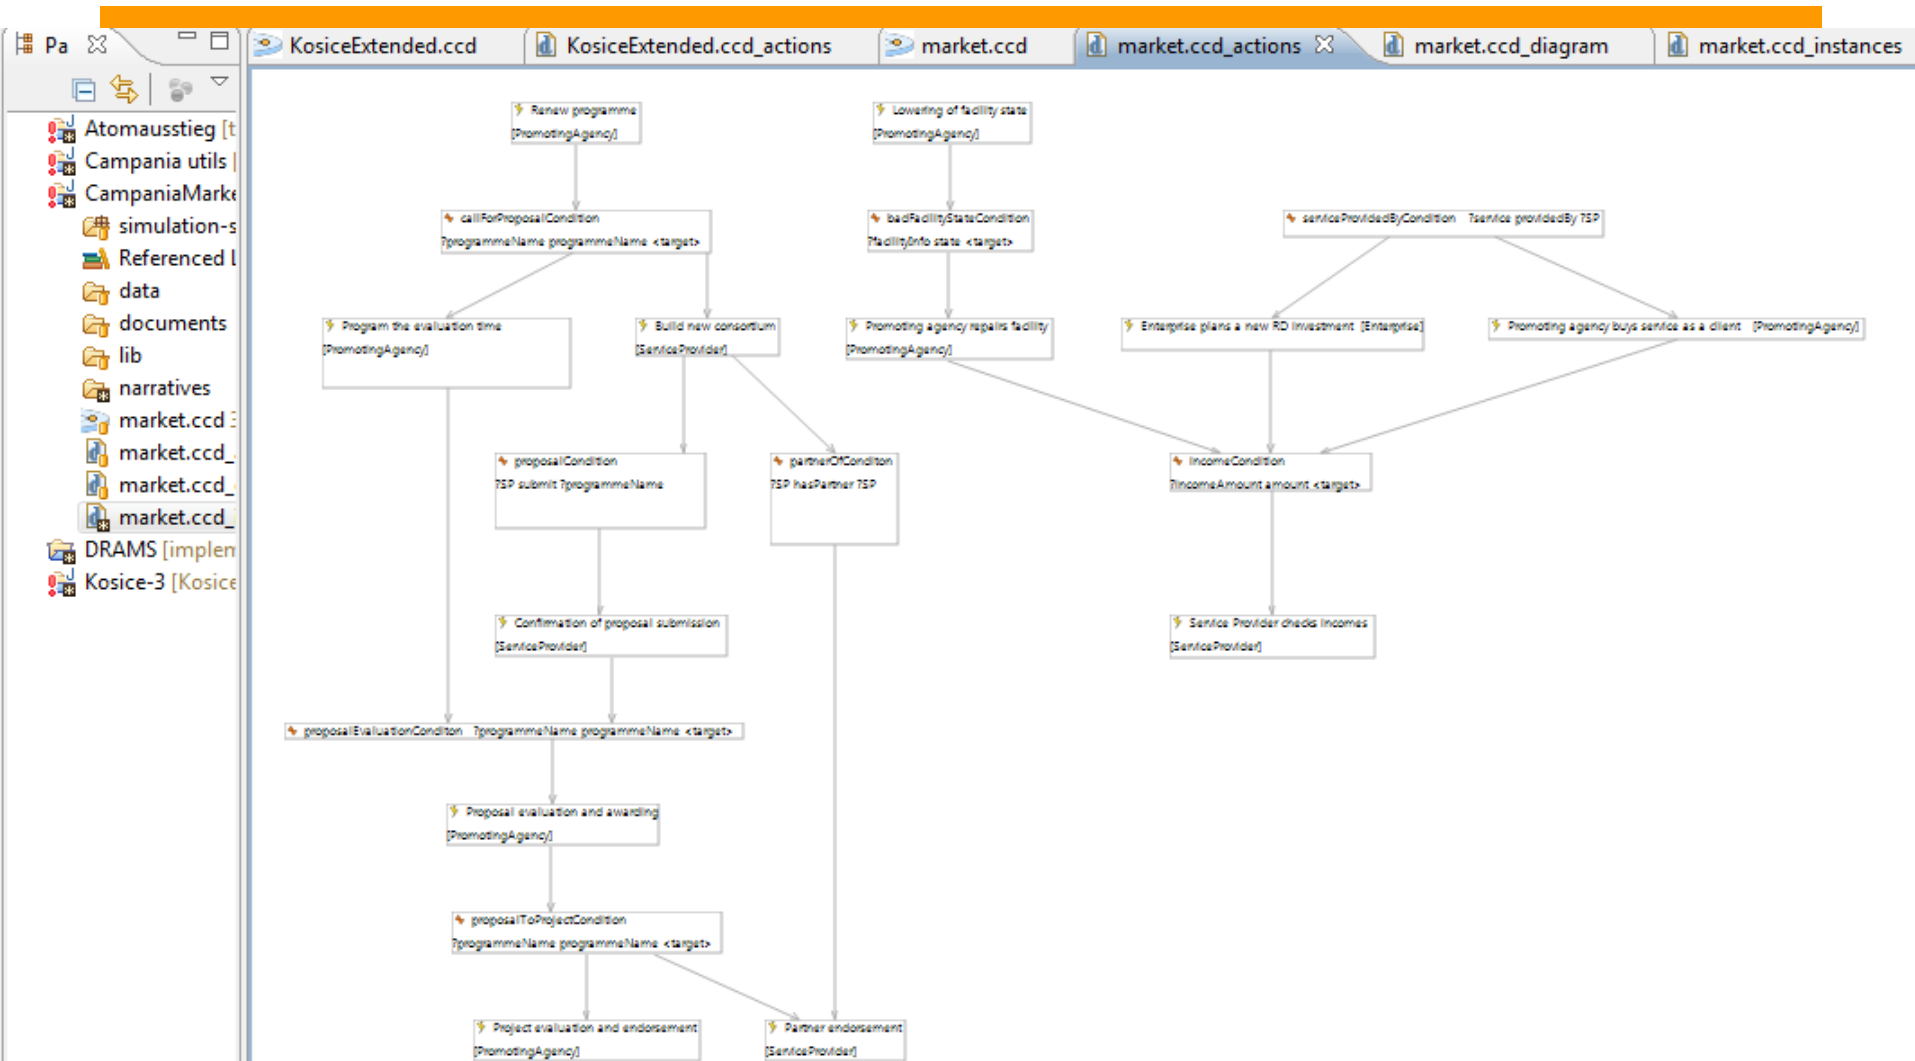 Pa
KosiceExtended.ccd
KosiceExtended.ccd_actions
market.ccd
market.ccd_actions
market.ccd_diagram
market.ccd_instances
Atomausstieg [t
Campania utils [
CampaniaMarke
simulation-s
Referenced L
data
documents
lib
narratives
market.ccd 3
market.ccd_
market.ccd_
market.ccd_i
DRAMS [implem
Kosice-3 [Kosice
Renew programme
[PromotingAgency]
Lowering of facility state
[PromotingAgency]
callForProposalCondition
?programmeName programmeName <target>
badFacilityStateCondition
?facilityInfo state <target>
serviceProvidedByCondition ?service providedBy ?SP
Program the evaluation time
[PromotingAgency]
Build new consortium
[ServiceProvider]
Promoting agency repairs facility
[PromotingAgency]
Enterprise plans a new RD investment [Enterprise]
Promoting agency buys service as a client [PromotingAgency]
proposalCondition
?SP submit ?programmeName
partnerOfConditon
?SP hasPartner ?SP
incomeCondition
?incomeAmount amount <target>
Confirmation of proposal submission
[ServiceProvider]
Service Provider checks incomes
[ServiceProvider]
proposalEvaluationConditon ?programmeName programmeName <target>
Proposal evaluation and awarding
[PromotingAgency]
proposalToProjectCondition
?programmeName programmeName <target>
Project evaluation and endorsement
[PromotingAgency]
Partner endorsement
[ServiceProvider]